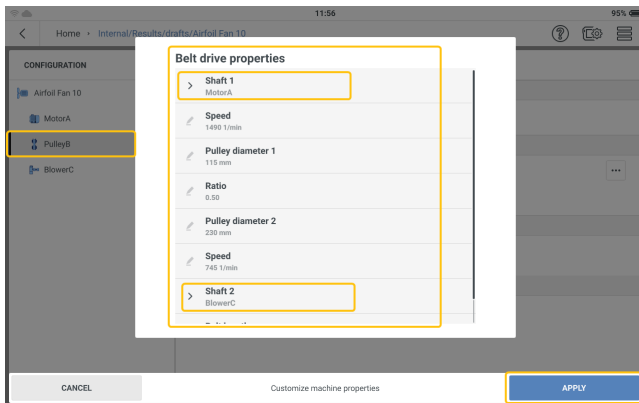 11:56
95%
Home › Internal/Results/drafts/Airfoil Fan 10
CONFIGURATION
Airfoil Fan 10
MotorA
PulleyB
BlowerC
Belt drive properties
Shaft 1
MotorA
Speed
1490 1/min
Pulley diameter 1
115 mm
Ratio
0.50
Pulley diameter 2
230 mm
Speed
745 1/min
Shaft 2
BlowerC
CANCEL
Customize machine properties
APPLY